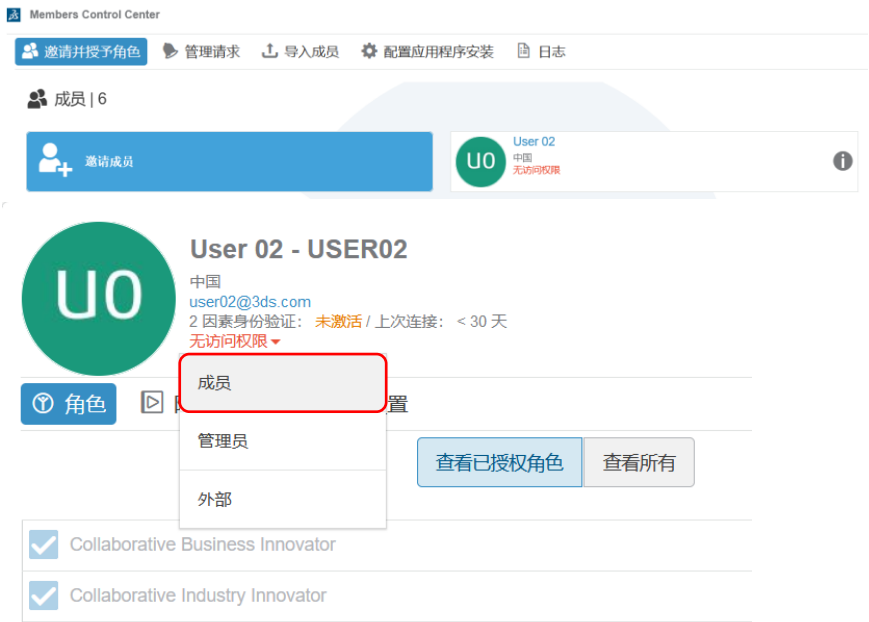 Members Control Center
邀请并授予角色 管理请求 导入成员 配置应用程序安装 日志
成员 | 6
邀请成员
U0
User 02
中国
无访问权限
U0
User 02 - USER02
中国
user02@3ds.com
2 因素身份验证： 未激活 / 上次连接： < 30 天
无访问权限
成员
管理员
外部
角色
置
查看已授权角色 查看所有
Collaborative Business Innovator
Collaborative Industry Innovator